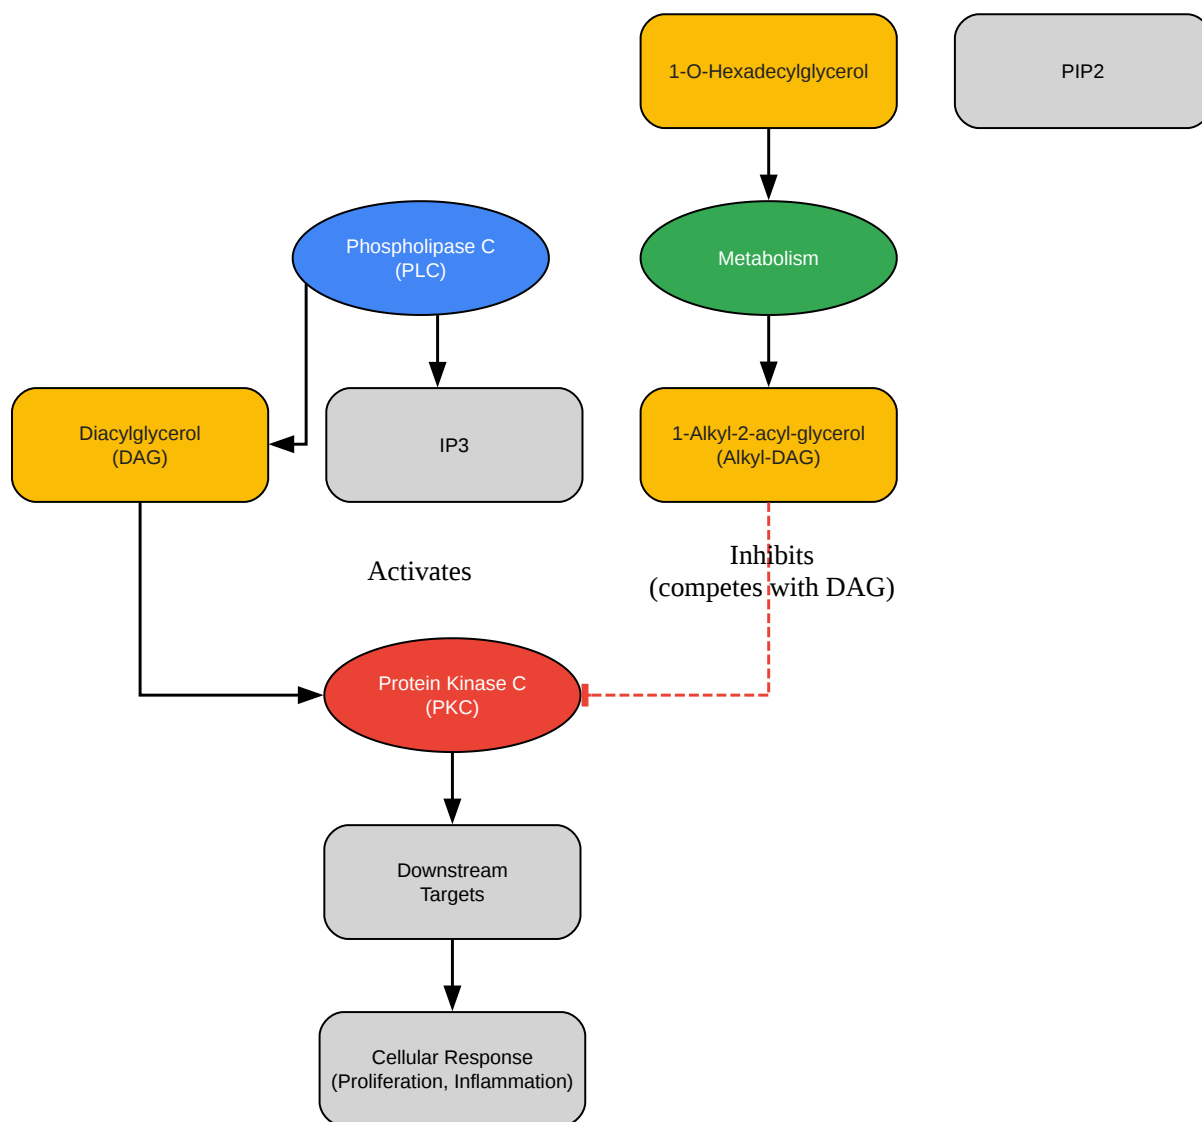 1-O-Hexadecylglycerol
PIP2
Phospholipase C
(PLC)
Metabolism
Diacylglycerol
(DAG)
IP3
1-Alkyl-2-acyl-glycerol
(Alkyl-DAG)
Activates
Inhibits
(competes with DAG)
Protein Kinase C
(PKC)
Downstream
Targets
Cellular Response
(Proliferation, Inflammation)